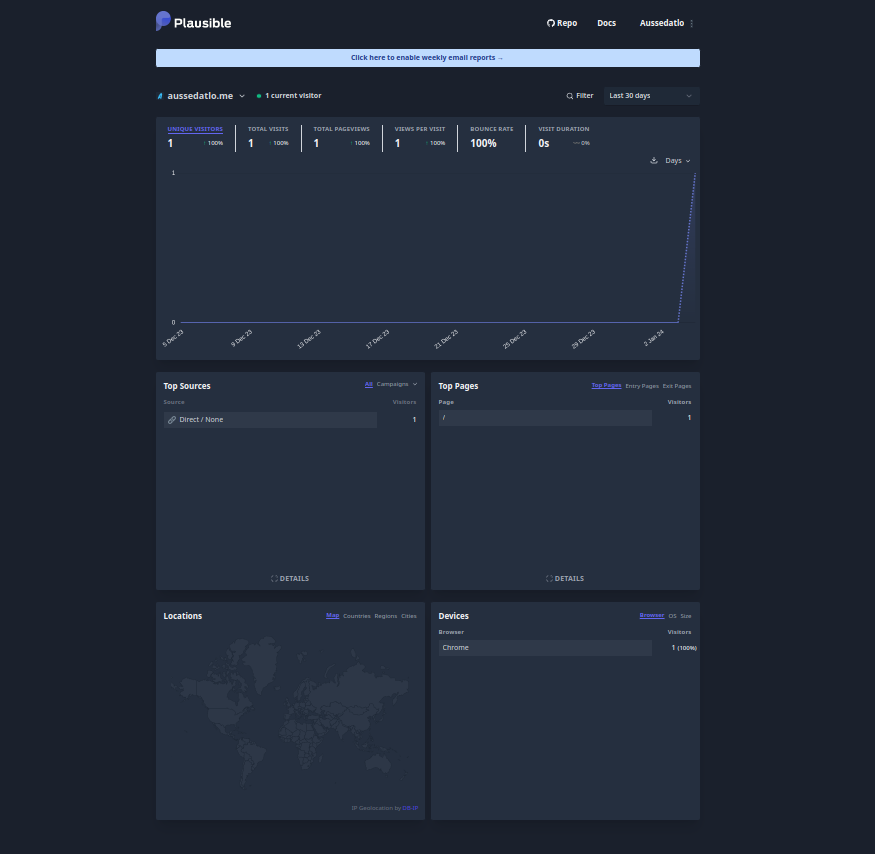 Plausible
Repo Docs Aussedatlo
Click here to enable weekly email reports →
aussedatlo.me 1 current visitor Filter Last 30 days
UNIQUE VISITORS TOTAL VISITS TOTAL PAGEVIEWS VIEWS PER VISIT BOUNCE RATE VISIT DURATION
1 ↑ 100% 1 ↑ 100% 1 ↑ 100% 1 ↑ 100% 100% 0s 〰 0%
Days
1
0
5 Dec 23 9 Dec 23 13 Dec 23 17 Dec 23 21 Dec 23 25 Dec 23 29 Dec 23 2 Jan 24
Top Sources All Campaigns
Source Visitors
Direct / None 1
DETAILS
Top Pages Top Pages Entry Pages Exit Pages
Page Visitors
/ 1
DETAILS
Locations Map Countries Regions Cities
IP Geolocation by DB-IP
Devices Browser OS Size
Browser Visitors
Chrome 1 (100%)